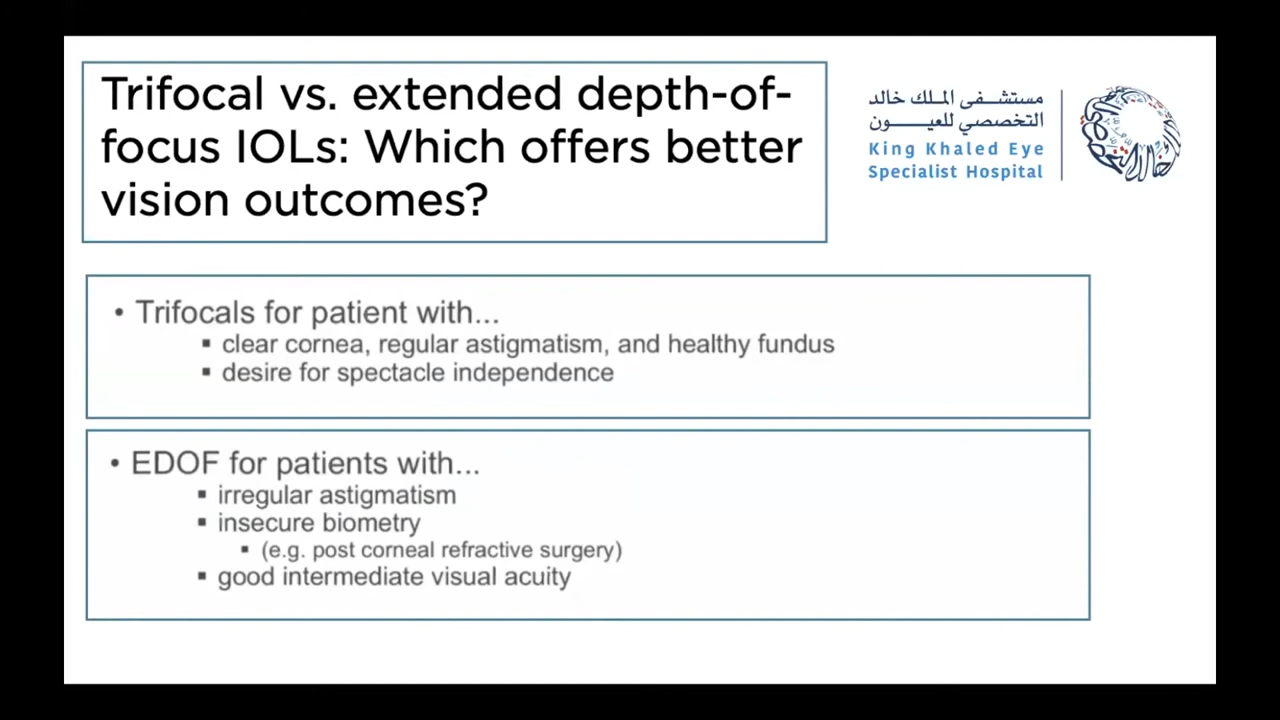 Trifocal vs. extended depth-of-
focus IOLs: Which offers better
vision outcomes?
مستشفى الملك خالد
التخصصي للعيون
King Khaled Eye
Specialist Hospital
• Trifocals for patient with...
▪ clear cornea, regular astigmatism, and healthy fundus
▪ desire for spectacle independence
• EDOF for patients with...
▪ irregular astigmatism
▪ insecure biometry
▪ (e.g. post corneal refractive surgery)
▪ good intermediate visual acuity